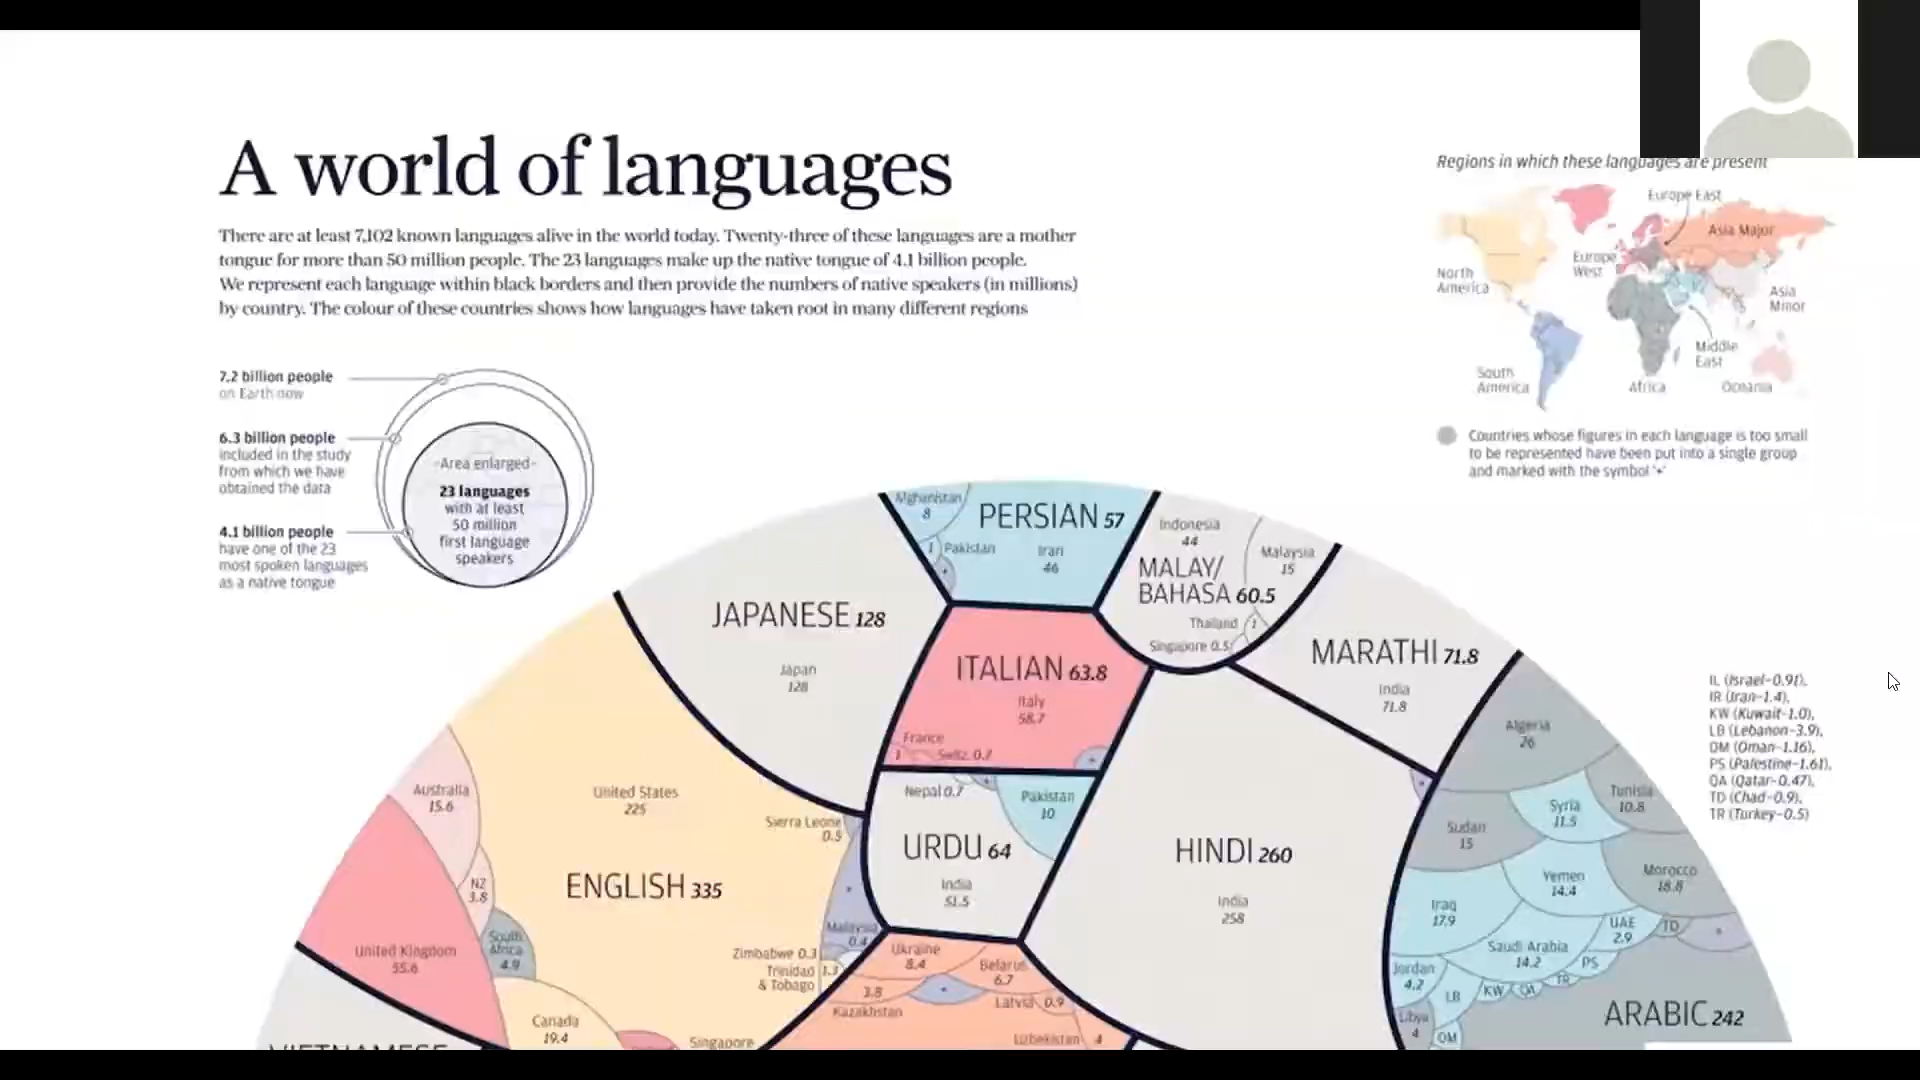 A world of languages
There are at least 7,102 known languages alive in the world today. Twenty-three of these languages are a mother
tongue for more than 50 million people. The 23 languages make up the native tongue of 4.1 billion people.
We represent each language within black borders and then provide the numbers of native speakers (in millions)
by country. The colour of these countries shows how languages have taken root in many different regions
7.2 billion people
on Earth now
6.3 billion people
included in the study
from which we have
obtained the data
4.1 billion people
have one of the 23
most spoken languages
as a native tongue
Area enlarged
23 languages
with at least
50 million
first language
speakers
Regions in which these languages are present
Europe East
Asia Major
Europe
West
North
America
Asia
Minor
Middle
East
South
America
Africa
Oceania
Countries whose figures in each language is too small
to be represented have been put into a single group
and marked with the symbol '+'
Afghanistan
8
PERSIAN 57
1 Pakistan
Iran
46
+
Indonesia
44
Malaysia
15
MALAY/
BAHASA 60.5
Thailand 1
Singapore 0.5
JAPANESE 128
Japan
128
ITALIAN 63.8
Italy
58.7
France
1
Switz. 0.7
+
MARATHI 71.8
India
71.8
Nepal 0.7
+
Pakistan
10
URDU 64
India
51.5
HINDI 260
India
258
+
Australia
15.6
United States
225
Sierra Leone
0.5
+
ENGLISH 335
NZ
3.8
South
Africa
4.9
United Kingdom
55.6
Malaysia
0.4
Zimbabwe 0.3
Trinidad 1.1
& Tobago
Canada
19.4
Singapore
Ukraine
8.4
Belarus
6.7
+
3.8
Kazakhstan
Latvia 0.9
Uzbekistan 4
Algeria
26
Syria
11.5
Tunisia
10.8
Sudan
15
Yemen
14.4
Morocco
18.8
Iraq
17.9
UAE
2.9
TD
+
Saudi Arabia
14.2
PS
TR
Jordan
4.2
LB
KW
QA
Libya
4
OM
ARABIC 242
IL (Israel-0.91),
IR (Iran-1.4),
KW (Kuwait-1.0),
LB (Lebanon-3.9),
OM (Oman-1.16),
PS (Palestine-1.61),
QA (Qatar-0.47),
TD (Chad-0.9),
TR (Turkey-0.5)
VIETNAMESE